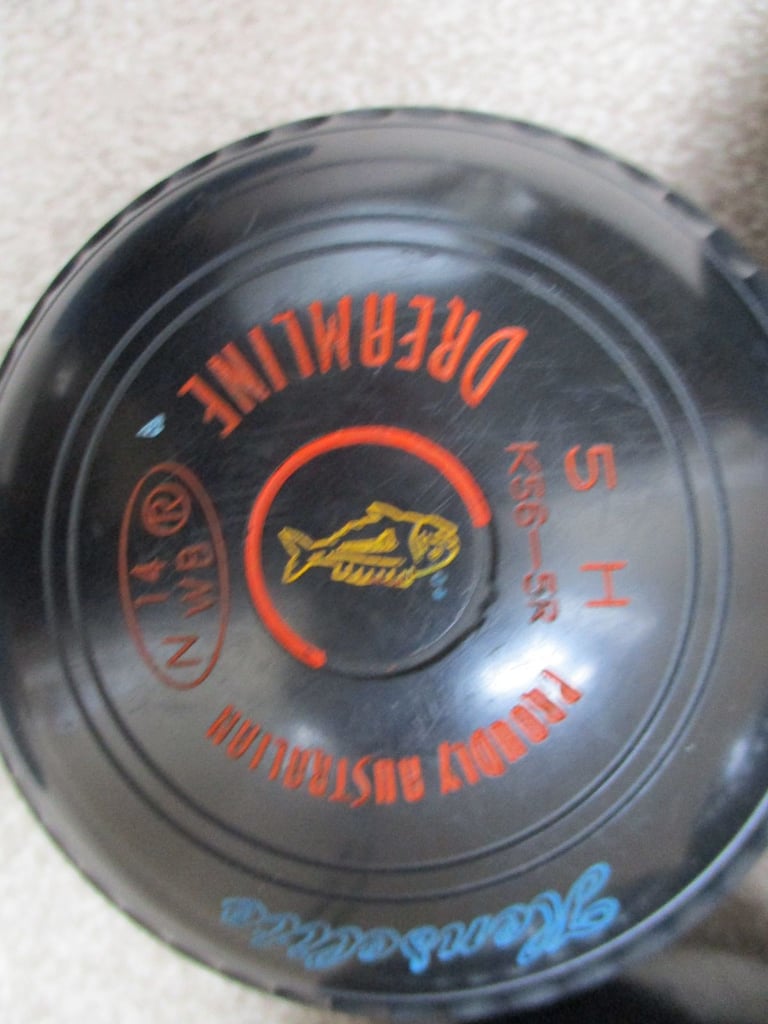 DREAMLINE
5 H
K56-5R
14 ®
N WB
PROUDLY AUSTRALIAN
Henselite